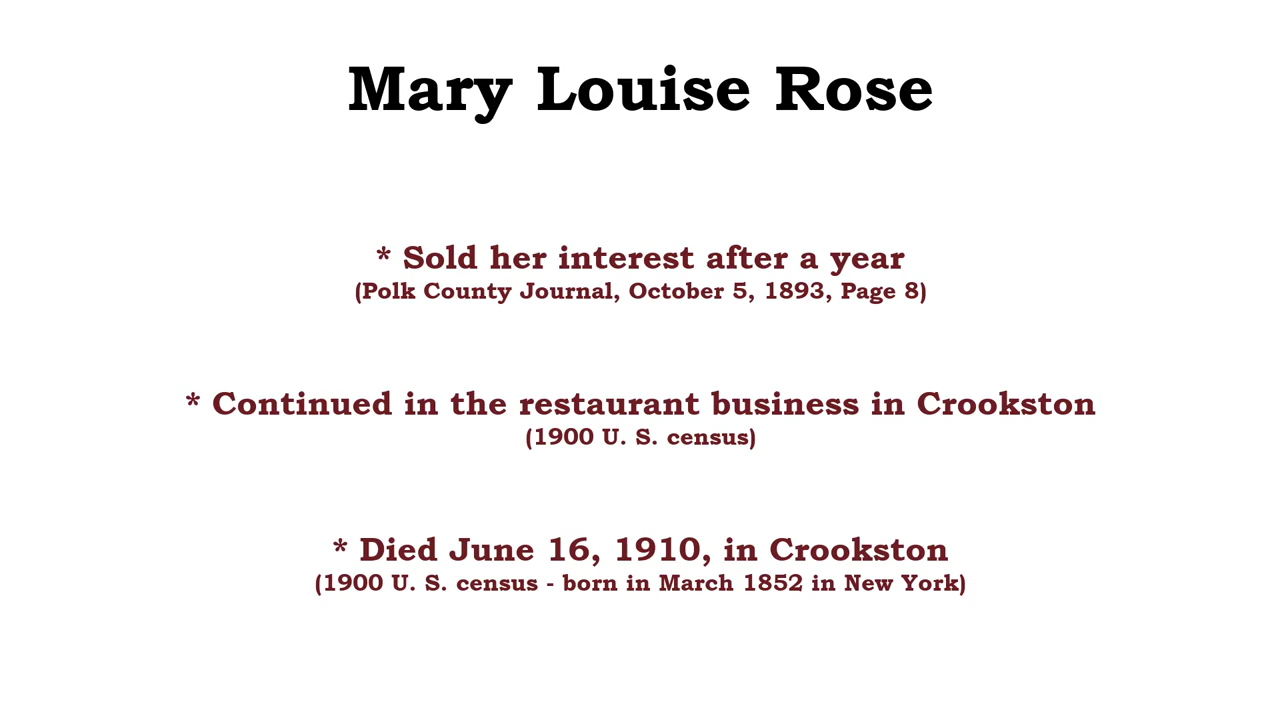 Mary Louise Rose
* Sold her interest after a year
(Polk County Journal, October 5, 1893, Page 8)
* Continued in the restaurant business in Crookston
(1900 U. S. census)
* Died June 16, 1910, in Crookston
(1900 U. S. census - born in March 1852 in New York)